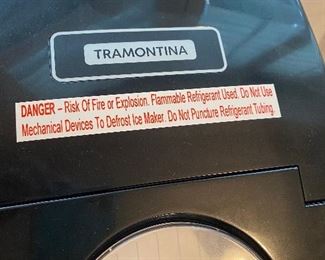 TRAMONTINA
DANGER – Risk Of Fire or Explosion. Flammable Refrigerant Used. Do Not Use
Mechanical Devices To Defrost Ice Maker. Do Not Puncture Refrigerant Tubing.